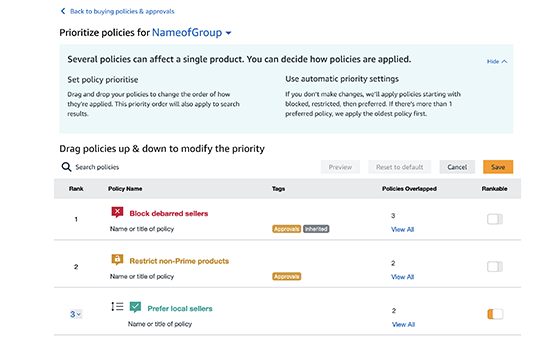 Back to buying policies & approvals
Prioritize policies for NameofGroup
Several policies can affect a single product. You can decide how policies are applied.
Hide
Set policy prioritise
Drag and drop your policies to change the order of how
they're applied. This priority order will also apply to search
results.
Use automatic priority settings
If you don't make changes, we'll apply policies starting with
blocked, restricted, then preferred. If there's more than 1
preferred policy, we apply the oldest policy first.
Drag policies up & down to modify the priority
Search policies
Preview
Reset to default
Cancel
Save
Rank Policy Name Tags Policies Overlapped Rankable
1 Block debarred sellers 3
Name or title of policy Approvals Inherited View All
2 Restrict non-Prime products 2
Name or title of policy Approvals View All
3 Prefer local sellers 2
Name or title of policy View All